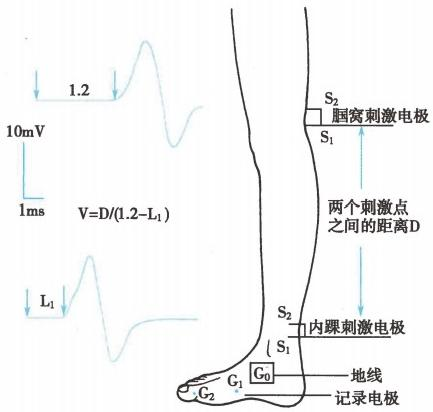 1.2
10mV
1ms
V=D/(1.2-L₁)
L₁
S₂
腘窝刺激电极
S₁
两个刺激点
之间的距离D
S₂
内踝刺激电极
S₁
G₀
地线
G₁
G₂
记录电极